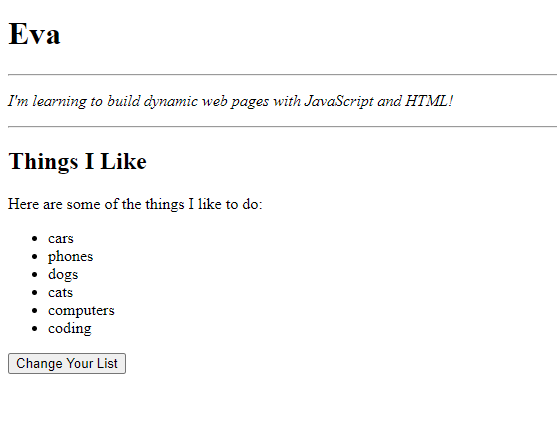 Eva
I'm learning to build dynamic web pages with JavaScript and HTML!
Things I Like
Here are some of the things I like to do:
cars
phones
dogs
cats
computers
coding
Change Your List